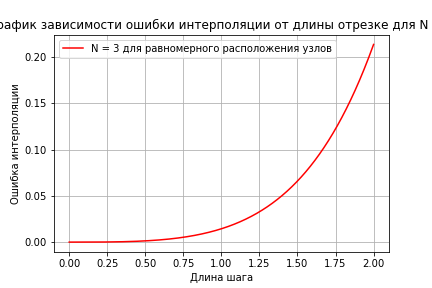 рафик зависимости ошибки интерполяции от длины отрезке для N
N = 3 для равномерного расположения узлов
Ошибка интерполяции
0.20
0.15
0.10
0.05
0.00
0.00 0.25 0.50 0.75 1.00 1.25 1.50 1.75 2.00
Длина шага